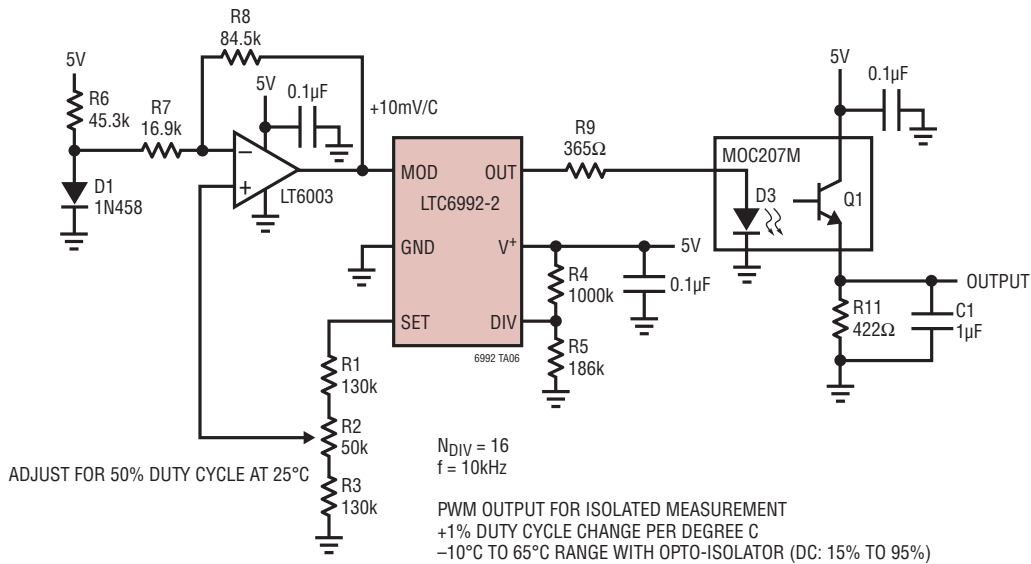 R8
84.5k
5V
R6
45.3k
R7
16.9k
5V
0.1µF
+10mV/C
–
+
LT6003
D1
1N458
MOD
OUT
LTC6992-2
GND
V+
SET
DIV
6992 TA06
R9
365Ω
5V
0.1µF
MOC207M
D3
Q1
5V
R4
1000k
0.1µF
R5
186k
OUTPUT
R11
422Ω
C1
1µF
R1
130k
R2
50k
R3
130k
ADJUST FOR 50% DUTY CYCLE AT 25°C
NDIV = 16
f = 10kHz
PWM OUTPUT FOR ISOLATED MEASUREMENT
+1% DUTY CYCLE CHANGE PER DEGREE C
–10°C TO 65°C RANGE WITH OPTO-ISOLATOR (DC: 15% TO 95%)